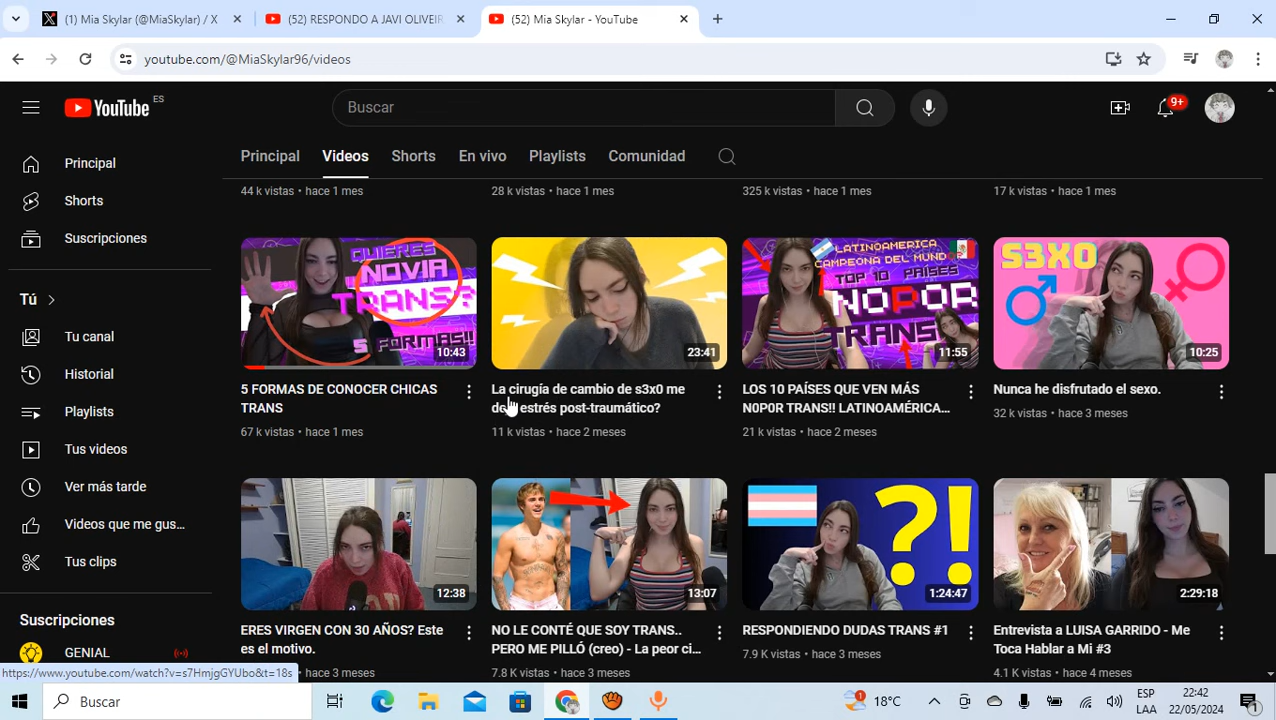 (1) Mia Skylar (@MiaSkylar) / X
(52) RESPONDO A JAVI OLIVEIR
(52) Mia Skylar - YouTube
youtube.com/@MiaSkylar96/videos
YouTube ES
Buscar
9+
Principal
Shorts
Suscripciones
Tú
Tu canal
Historial
Playlists
Tus videos
Ver más tarde
Videos que me gus...
Tus clips
Suscripciones
GENIAL
Principal Videos Shorts En vivo Playlists Comunidad
44 k vistas • hace 1 mes
28 k vistas • hace 1 mes
325 k vistas • hace 1 mes
17 k vistas • hace 1 mes
QUIERES
NOVIA
TRANS?
5 FORMAS!!
10:43
5 FORMAS DE CONOCER CHICAS
TRANS
67 k vistas • hace 1 mes
23:41
La cirugía de cambio de s3x0 me
estrés post-traumático?
11 k vistas • hace 2 meses
LATINOAMERICA
CAMPEONA DEL MUNDO
TOP 10 PAÍSES
NOPOR
TRANS
11:55
LOS 10 PAÍSES QUE VEN MÁS
N0P0R TRANS!! LATINOAMÉRICA...
21 k vistas • hace 2 meses
S3X0
10:25
Nunca he disfrutado el sexo.
32 k vistas • hace 3 meses
12:38
ERES VIRGEN CON 30 AÑOS? Este
es el motivo.
13:07
NO LE CONTÉ QUE SOY TRANS..
PERO ME PILLÓ (creo) - La peor ci...
7.8 K vistas • hace 3 meses
?!
1:24:47
RESPONDIENDO DUDAS TRANS #1
7.9 K vistas • hace 3 meses
2:29:18
Entrevista a LUISA GARRIDO - Me
Toca Hablar a Mi #3
4.1 K vistas • hace 4 meses
https://www.youtube.com/watch?v=s7HmjgGYUbo&t=18s
Buscar
1
18°C
ESP
LAA
22:42
22/05/2024
1